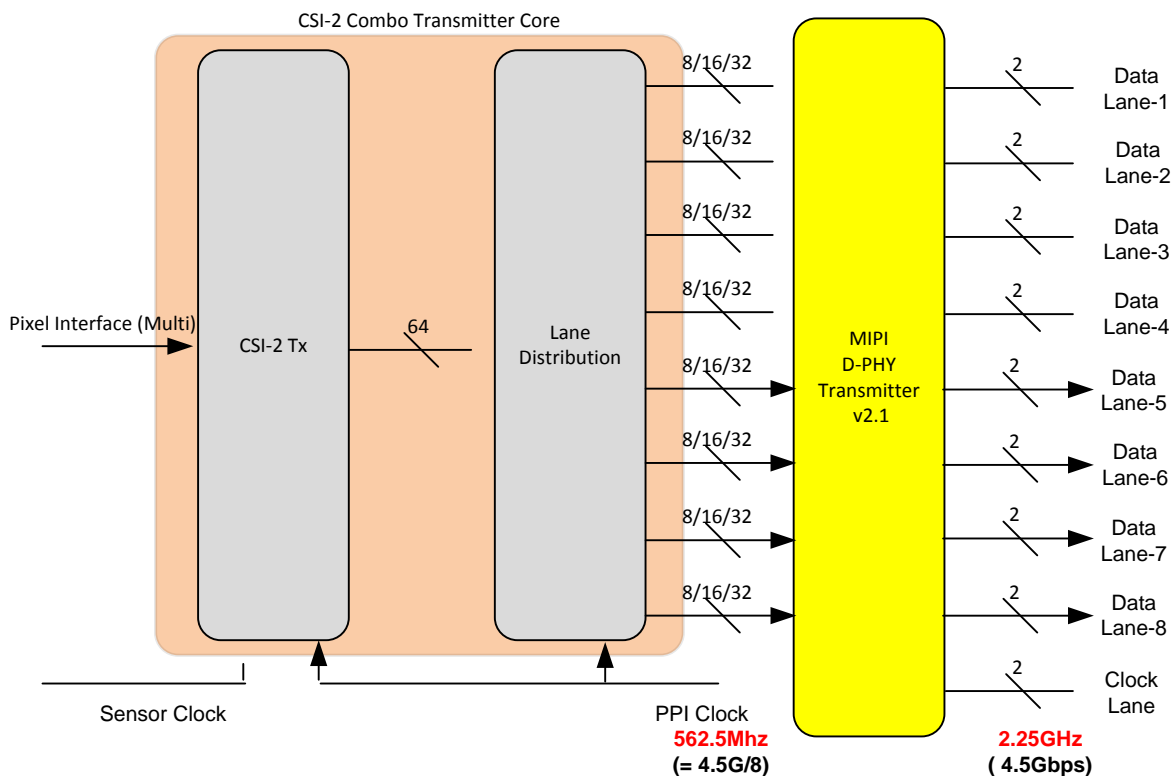 CSI-2 Combo Transmitter Core
Pixel Interface (Multi)
CSI-2 Tx
64
Lane
Distribution
8/16/32
8/16/32
8/16/32
8/16/32
8/16/32
8/16/32
8/16/32
8/16/32
MIPI
D-PHY
Transmitter
v2.1
2
Data
Lane-1
2
Data
Lane-2
2
Data
Lane-3
2
Data
Lane-4
2
Data
Lane-5
2
Data
Lane-6
2
Data
Lane-7
2
Data
Lane-8
2
Clock
Lane
Sensor Clock
PPI Clock
562.5Mhz
(= 4.5G/8)
2.25GHz
( 4.5Gbps)